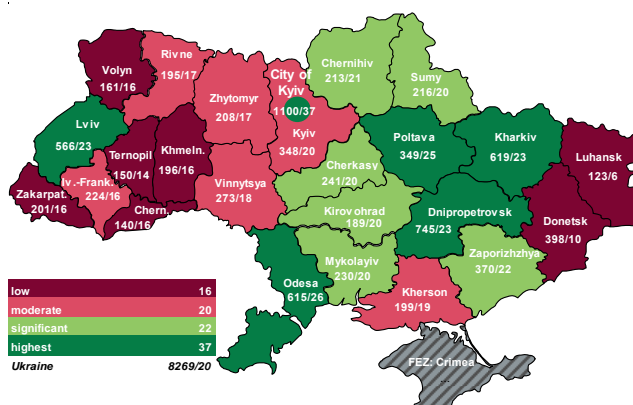 Volyn
161/16
Rivne
195/17
Zhytomyr
208/17
City of
Kyiv
1100/37
Kyiv
348/20
Chernihiv
213/21
Sumy
216/20
Lviv
566/23
Ternopil
150/14
Khmeln.
196/16
Vinnytsya
273/18
Cherkasy
241/20
Poltava
349/25
Kharkiv
619/23
Luhansk
123/6
Zakarpat.
201/16
Iv.-Frank.
224/16
Chern.
140/16
Kirovohrad
189/20
Dnipropetrovsk
745/23
Donetsk
398/10
Odesa
615/26
Mykolayiv
230/20
Zaporizhzhya
370/22
Kherson
199/19
FEZ: Crimea
...
low 16
moderate 20
significant 22
highest 37
Ukraine 8269/20